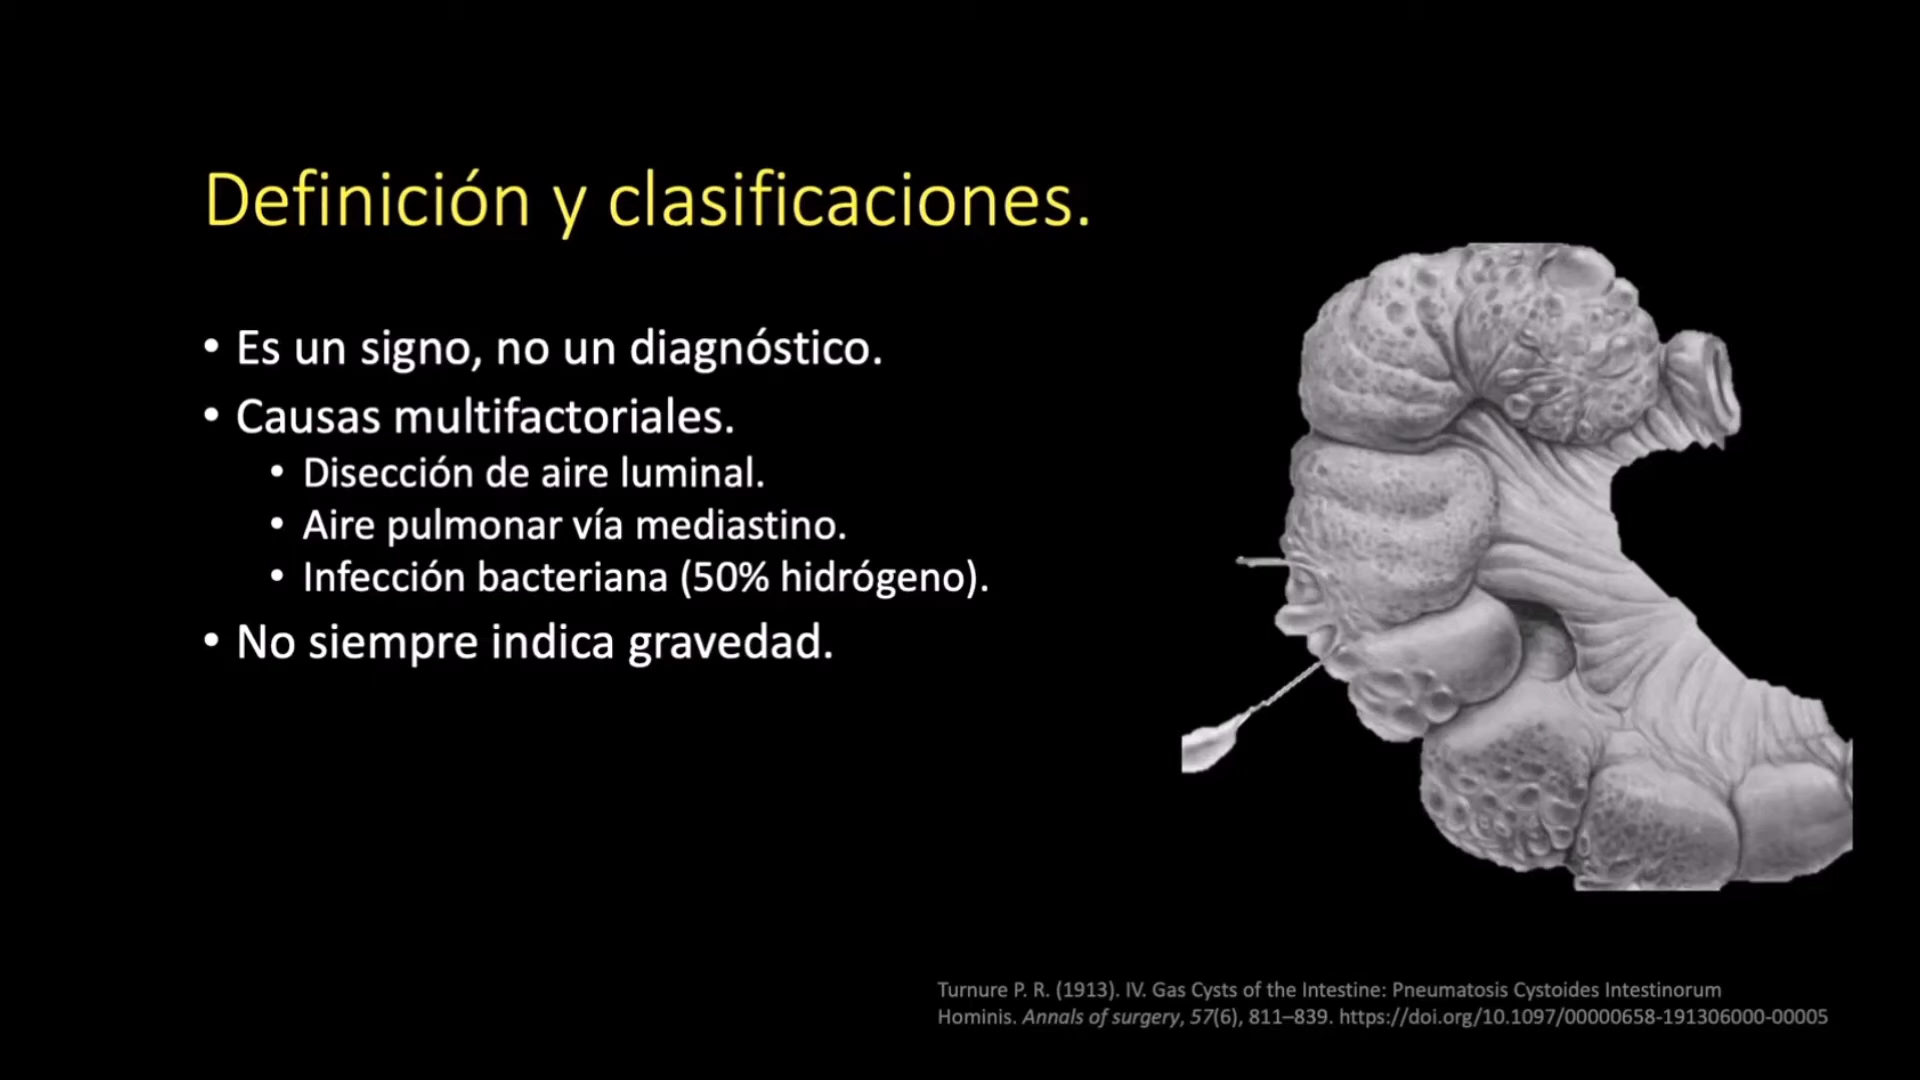 Definición y clasificaciones.
• Es un signo, no un diagnóstico.
• Causas multifactoriales.
• Disección de aire luminal.
• Aire pulmonar vía mediastino.
• Infección bacteriana (50% hidrógeno).
• No siempre indica gravedad.
Turnure P. R. (1913). IV. Gas Cysts of the Intestine: Pneumatosis Cystoides Intestinorum
Hominis. Annals of surgery, 57(6), 811–839. https://doi.org/10.1097/00000658-191306000-00005